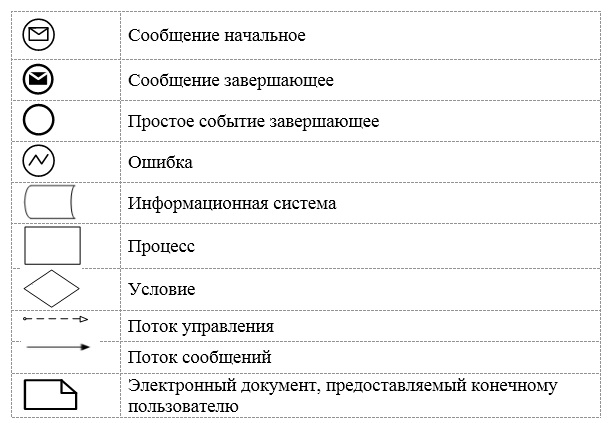 Сообщение начальное
Сообщение завершающее
Простое событие завершающее
Ошибка
Информационная система
Процесс
Условие
Поток управления
Поток сообщений
Электронный документ, предоставляемый конечному
пользователю